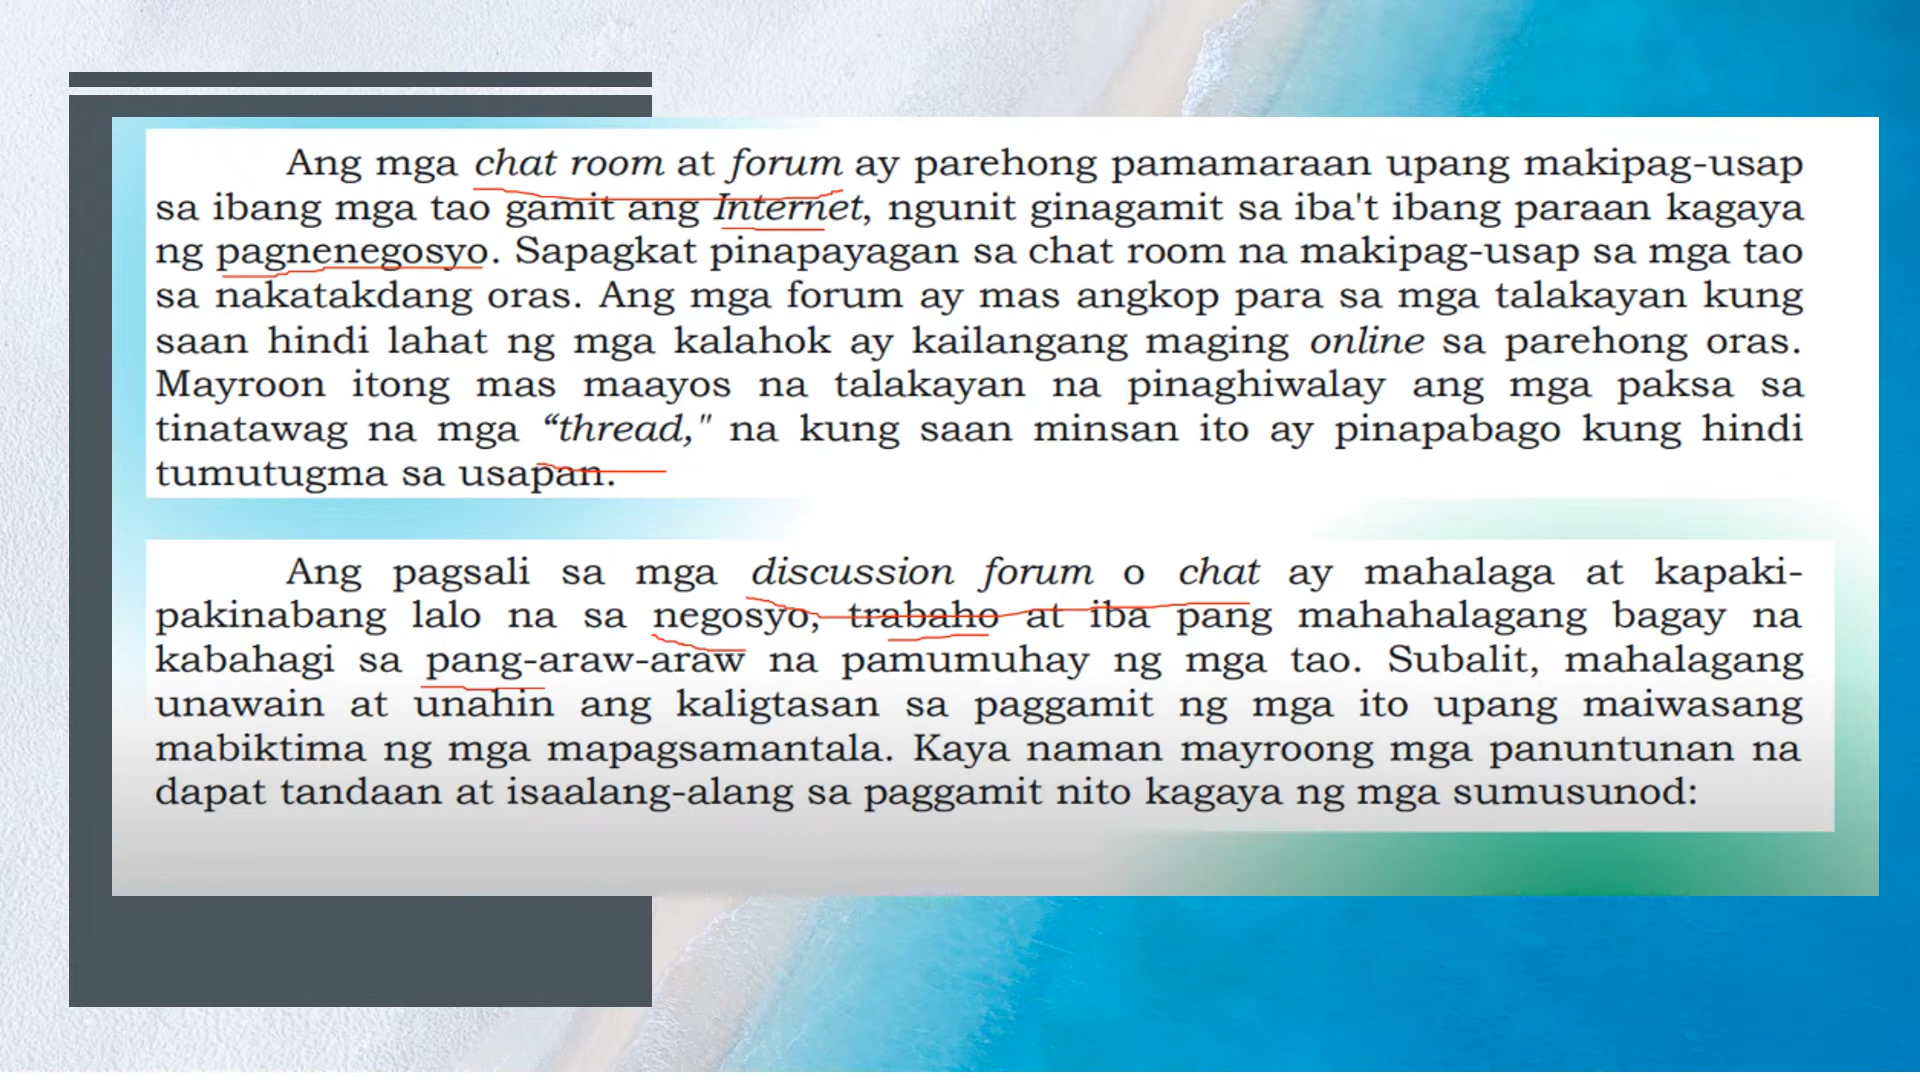 Ang mga chat room at forum ay parehong pamamaraan upang makipag-usap
sa ibang mga tao gamit ang Internet, ngunit ginagamit sa iba't ibang paraan kagaya
ng pagnenegosyo. Sapagkat pinapayagan sa chat room na makipag-usap sa mga tao
sa nakatakdang oras. Ang mga forum ay mas angkop para sa mga talakayan kung
saan hindi lahat ng mga kalahok ay kailangang maging online sa parehong oras.
Mayroon itong mas maayos na talakayan na pinaghiwalay ang mga paksa sa
tinatawag na mga “thread," na kung saan minsan ito ay pinapabago kung hindi
tumutugma sa usapan.
Ang pagsali sa mga discussion forum o chat ay mahalaga at kapaki-
pakinabang lalo na sa negosyo, trabaho at iba pang mahahalagang bagay na
kabahagi sa pang-araw-araw na pamumuhay ng mga tao. Subalit, mahalagang
unawain at unahin ang kaligtasan sa paggamit ng mga ito upang maiwasang
mabiktima ng mga mapagsamantala. Kaya naman mayroong mga panuntunan na
dapat tandaan at isaalang-alang sa paggamit nito kagaya ng mga sumusunod: